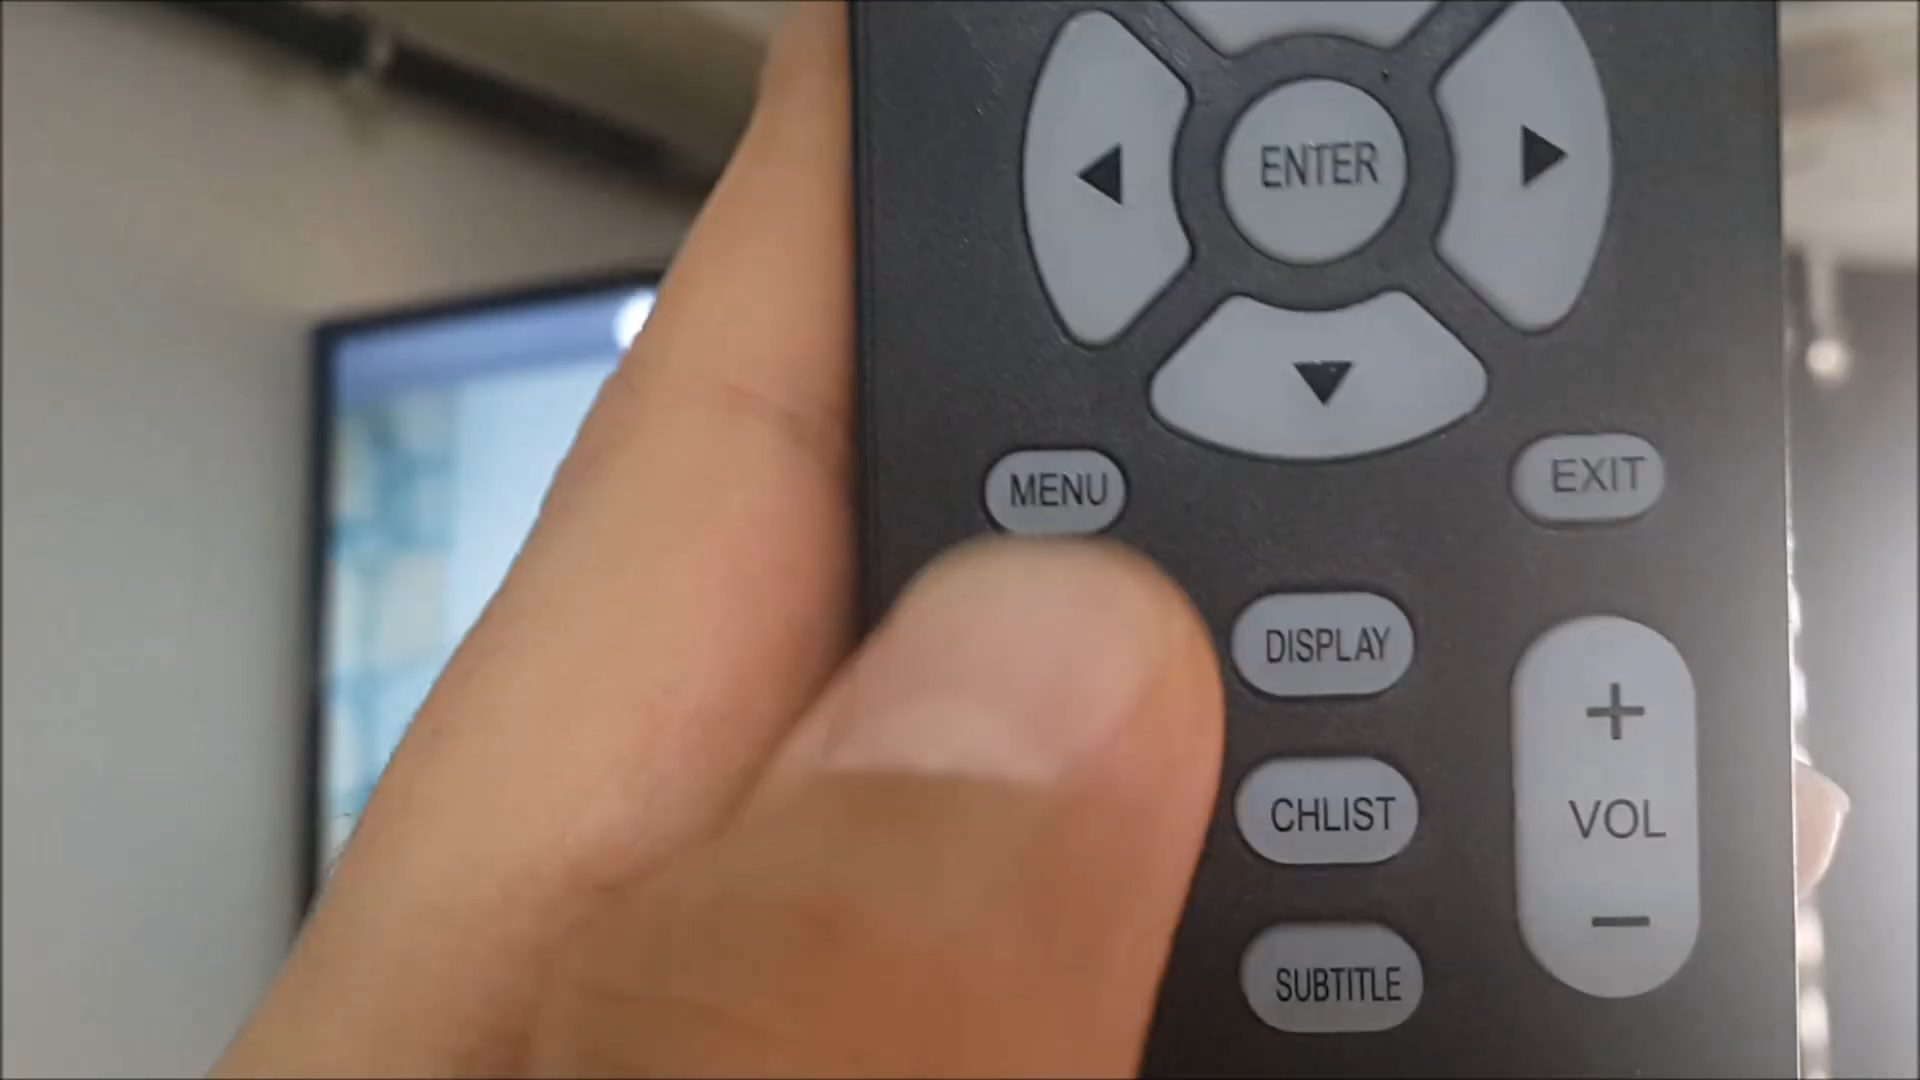 ENTER
MENU
EXIT
DISPLAY
+
CHLIST
VOL
−
SUBTITLE